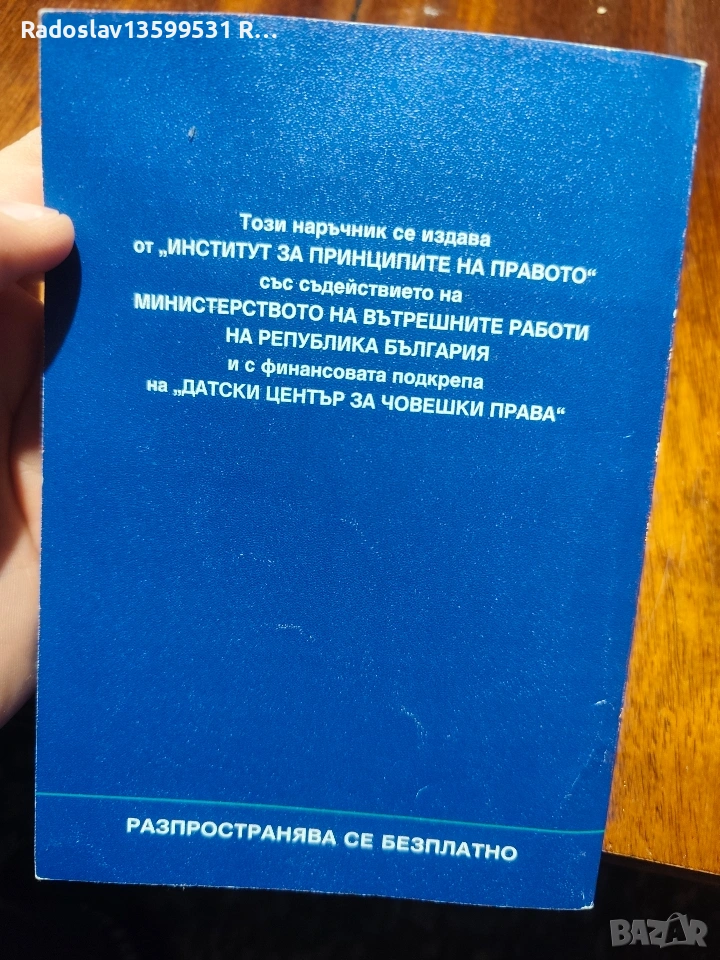 Radoslav13599531 R...
Този наръчник се издава
от „ИНСТИТУТ ЗА ПРИНЦИПИТЕ НА ПРАВОТО“
със съдействието на
МИНИСТЕРСТВОТО НА ВЪТРЕШНИТЕ РАБОТИ
НА РЕПУБЛИКА БЪЛГАРИЯ
и с финансовата подкрепа
на „ДАТСКИ ЦЕНТЪР ЗА ЧОВЕШКИ ПРАВА“
РАЗПРОСТРАНЯВА СЕ БЕЗПЛАТНО
BAZAR